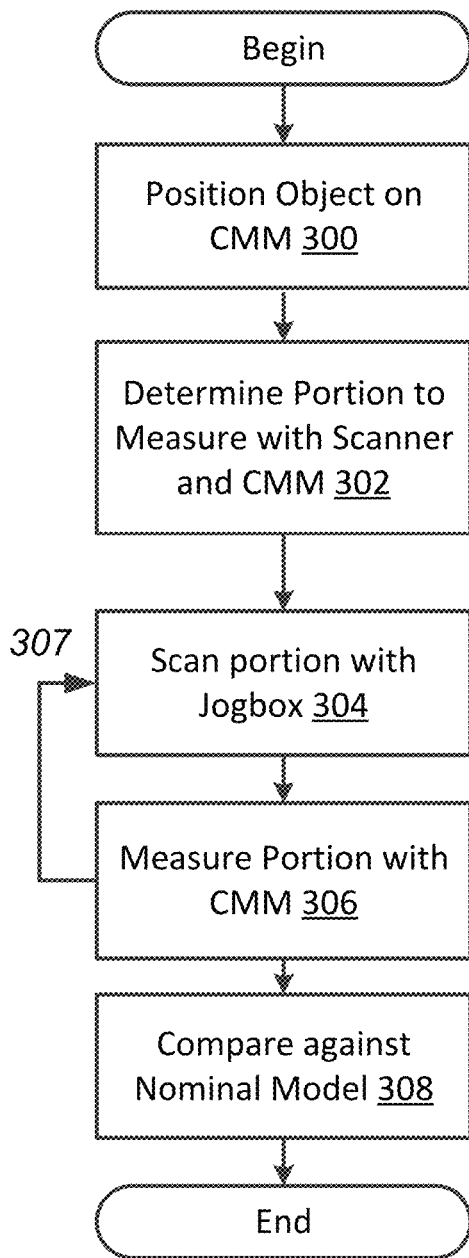 Begin
Position Object on
CMM 300
Determine Portion to
Measure with Scanner
and CMM 302
307
Scan portion with
Jogbox 304
Measure Portion with
CMM 306
Compare against
Nominal Model 308
End